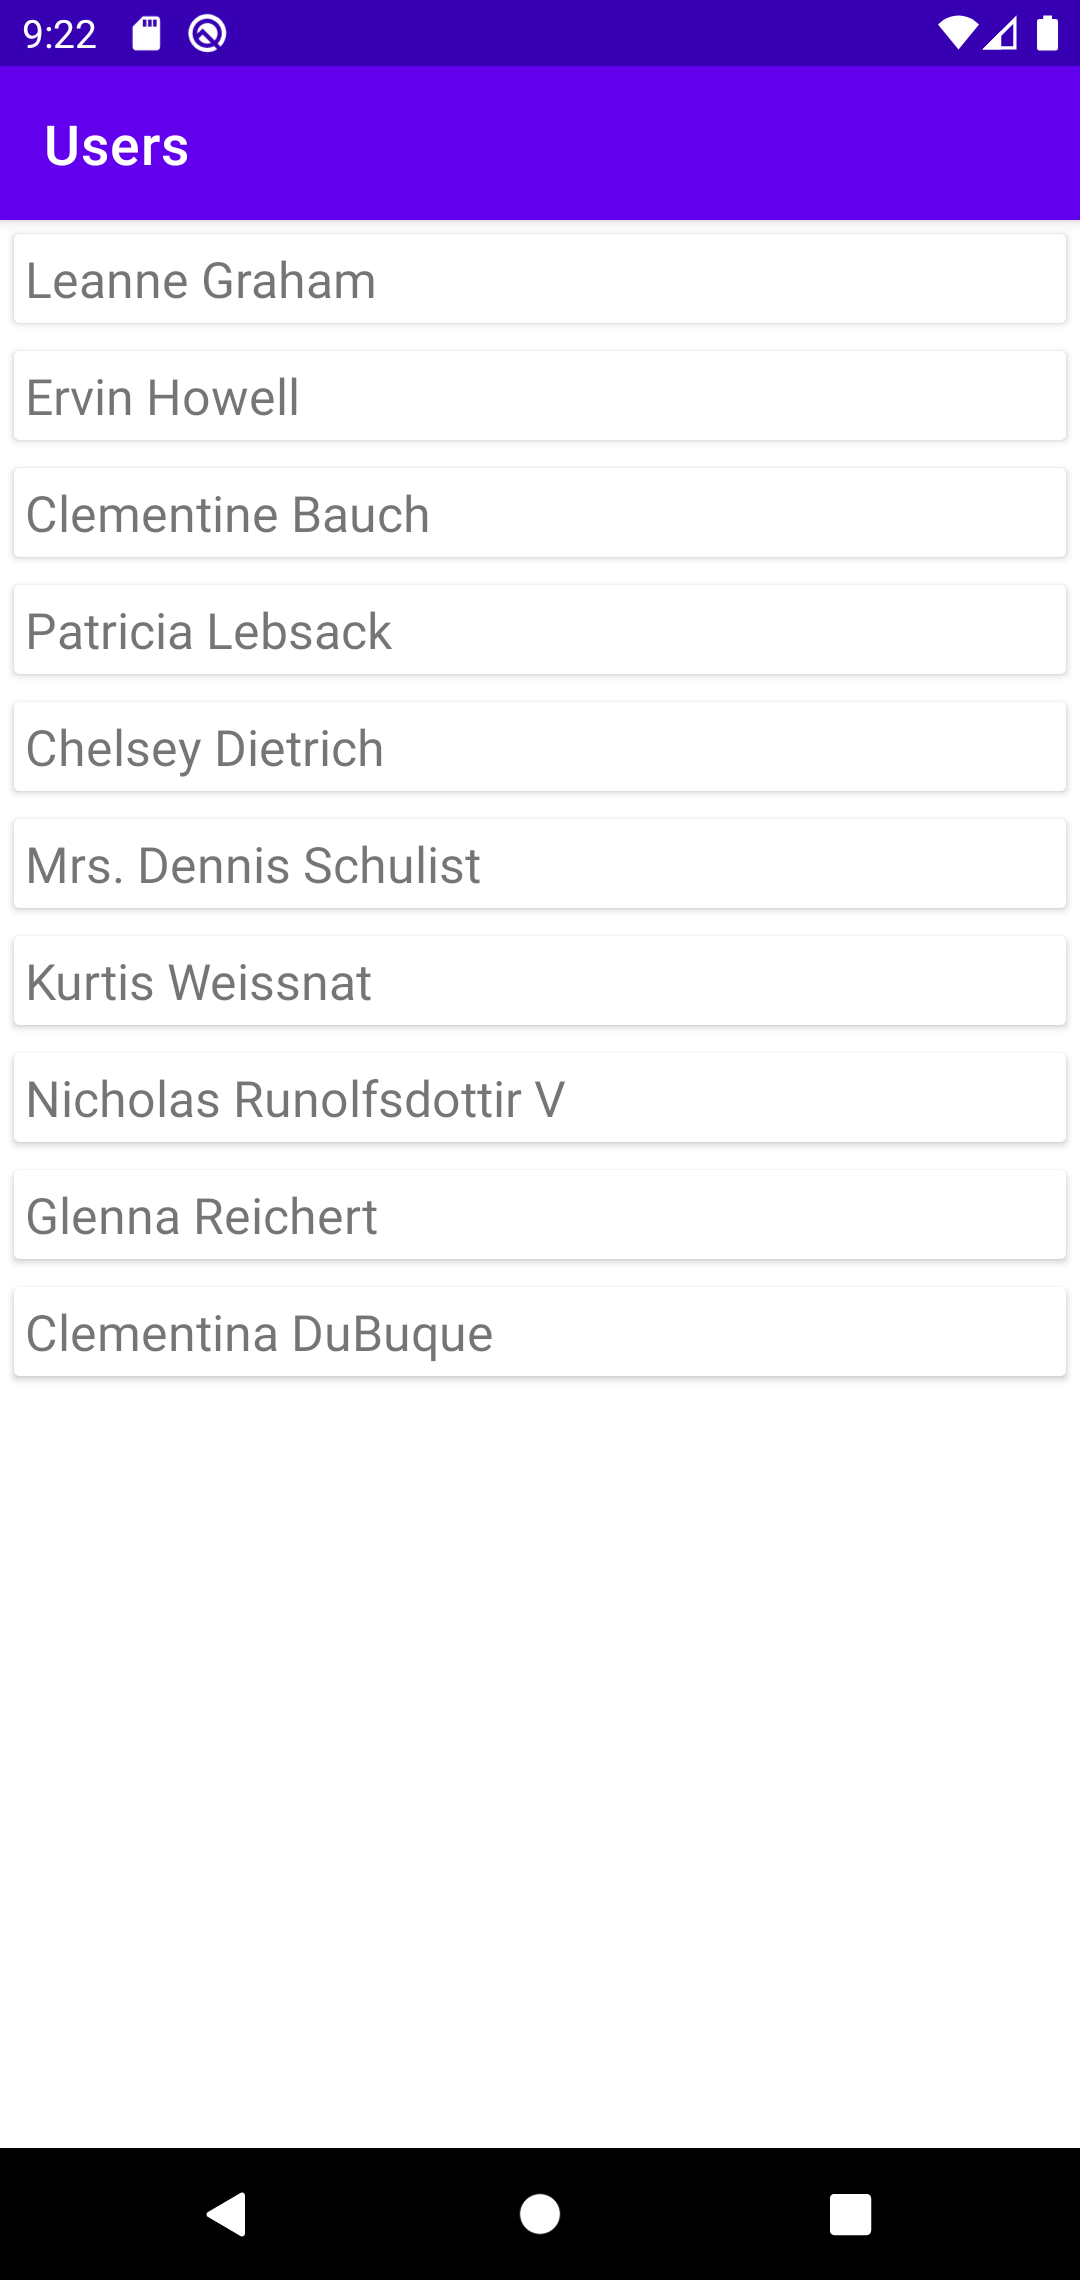 9:22
Users
Leanne Graham
Ervin Howell
Clementine Bauch
Patricia Lebsack
Chelsey Dietrich
Mrs. Dennis Schulist
Kurtis Weissnat
Nicholas Runolfsdottir V
Glenna Reichert
Clementina DuBuque